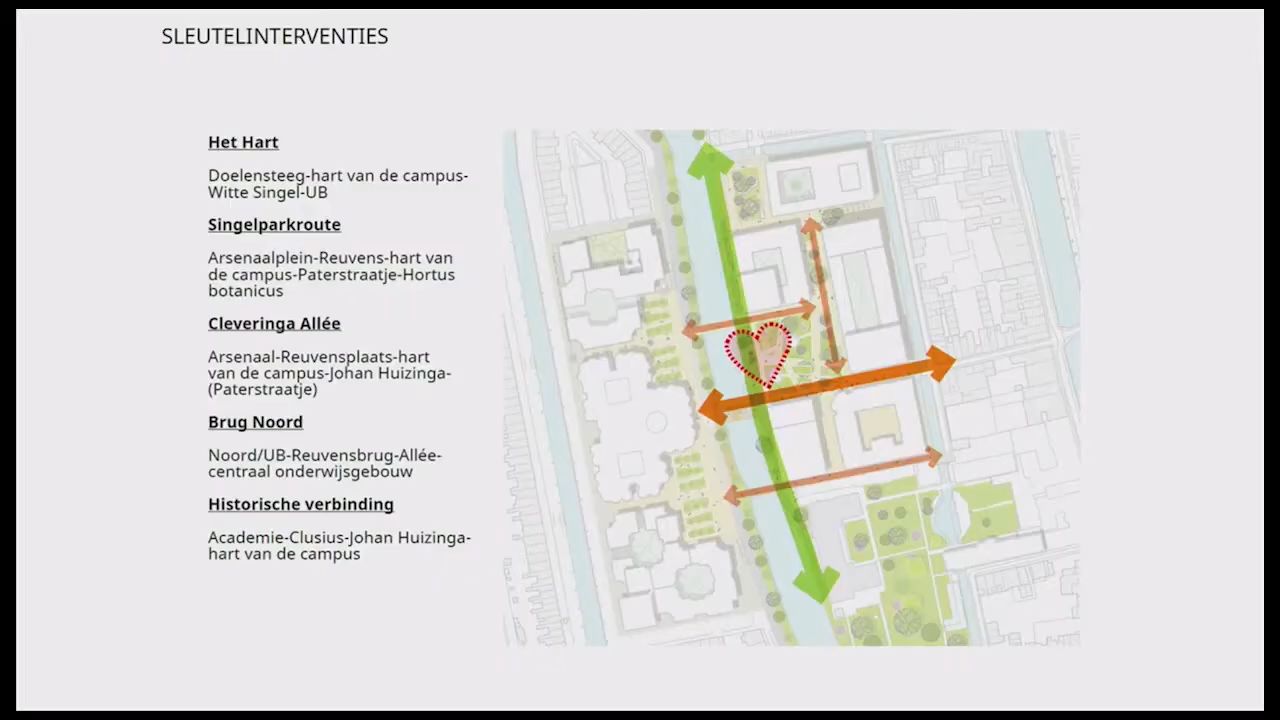 SLEUTELINTERVENTIES
Het Hart
Doelensteeg-hart van de campus-
Witte Singel-UB
Singelparkroute
Arsenaalplein-Reuvens-hart van
de campus-Paterstraatje-Hortus
botanicus
Cleveringa Allée
Arsenaal-Reuvensplaats-hart
van de campus-Johan Huizinga-
(Paterstraatje)
Brug Noord
Noord/UB-Reuvensbrug-Allée-
centraal onderwijsgebouw
Historische verbinding
Academie-Clusius-Johan Huizinga-
hart van de campus